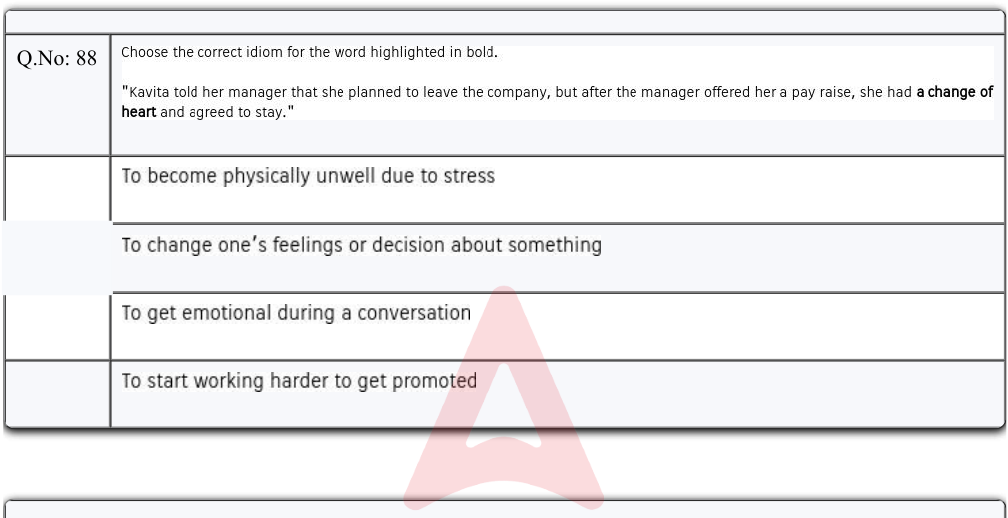 Q.No: 88
Choose the correct idiom for the word highlighted in bold.
"Kavita told her manager that she planned to leave the company, but after the manager offered her a pay raise, she had a change of
heart and agreed to stay."
To become physically unwell due to stress
To change one’s feelings or decision about something
To get emotional during a conversation
To start working harder to get promoted